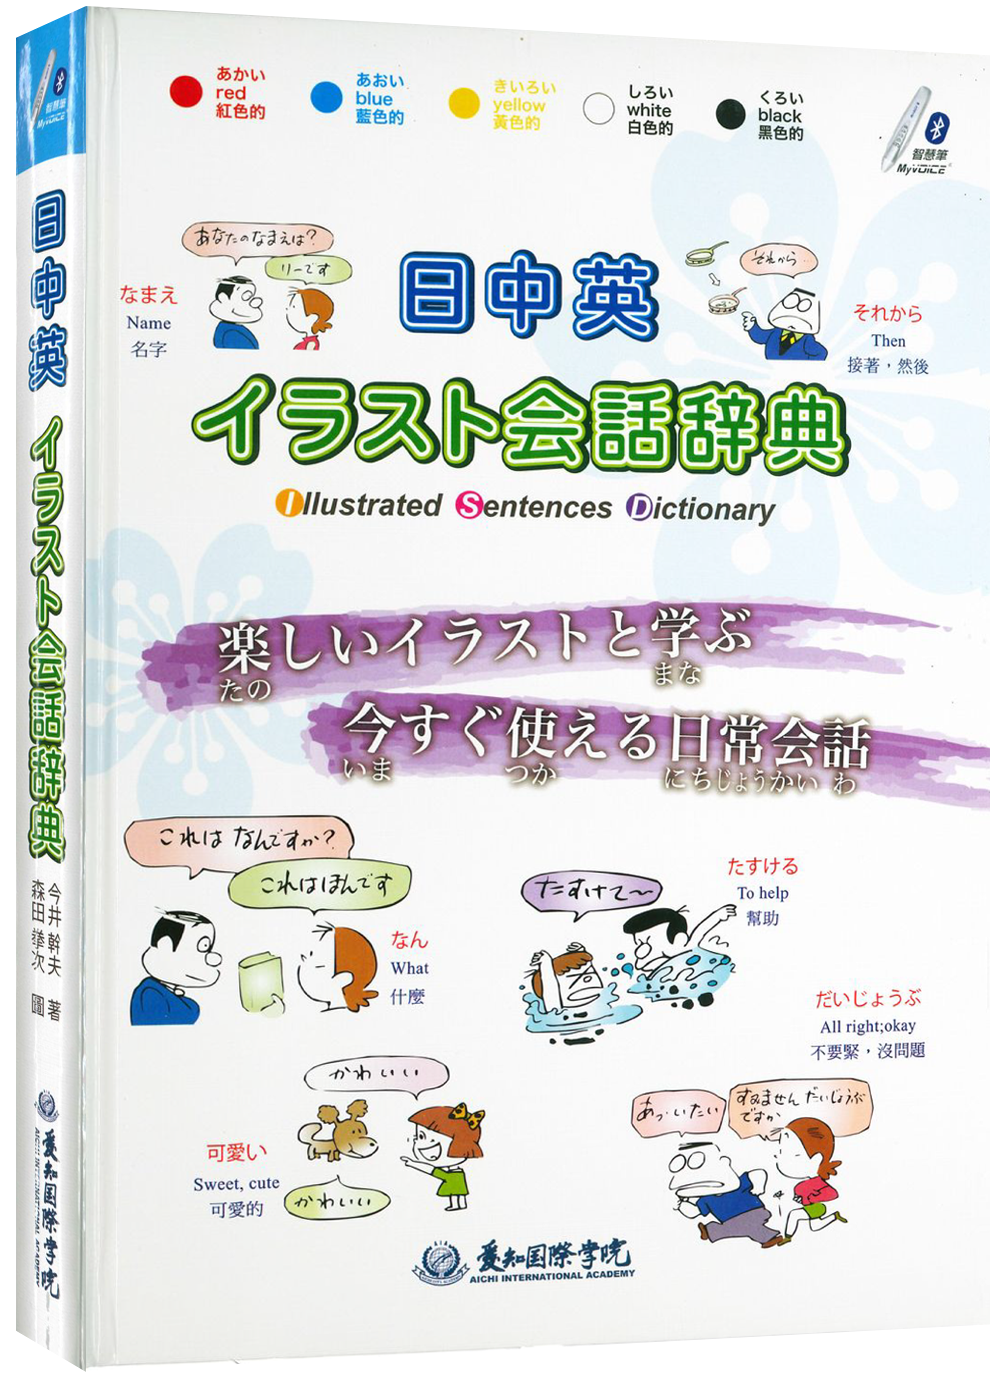 あかい
red
紅色的
あおい
blue
藍色的
きいろい
yellow
黃色的
しろい
white
白色的
くろい
black
黑色的
智慧筆
MyVOICE
あなたのなまえは?
リーです
なまえ
Name
名字
それから
それから
Then
接著，然後
日中英
イラスト会話辞典
Illustrated Sentences Dictionary
楽しいイラストと学ぶ
たの まな
今すぐ使える日常会話
いま つか にちじょうかい わ
これは なんですか?
これはほんです
なん
What
什麼
たすけて〜
たすける
To help
幫助
だいじょうぶ
All right;okay
不要緊，沒問題
かわいい
かわいい
可愛い
Sweet, cute
可愛的
あっ・いたい
すみません だいじょうぶ
ですか
愛知国際学院
AICHI INTERNATIONAL ACADEMY
智慧筆
MyVOICE
日中英 イラスト会話辞典
今井幹夫 著
森田拳次 圖
愛知国際学院
AICHI INTERNATIONAL ACADEMY